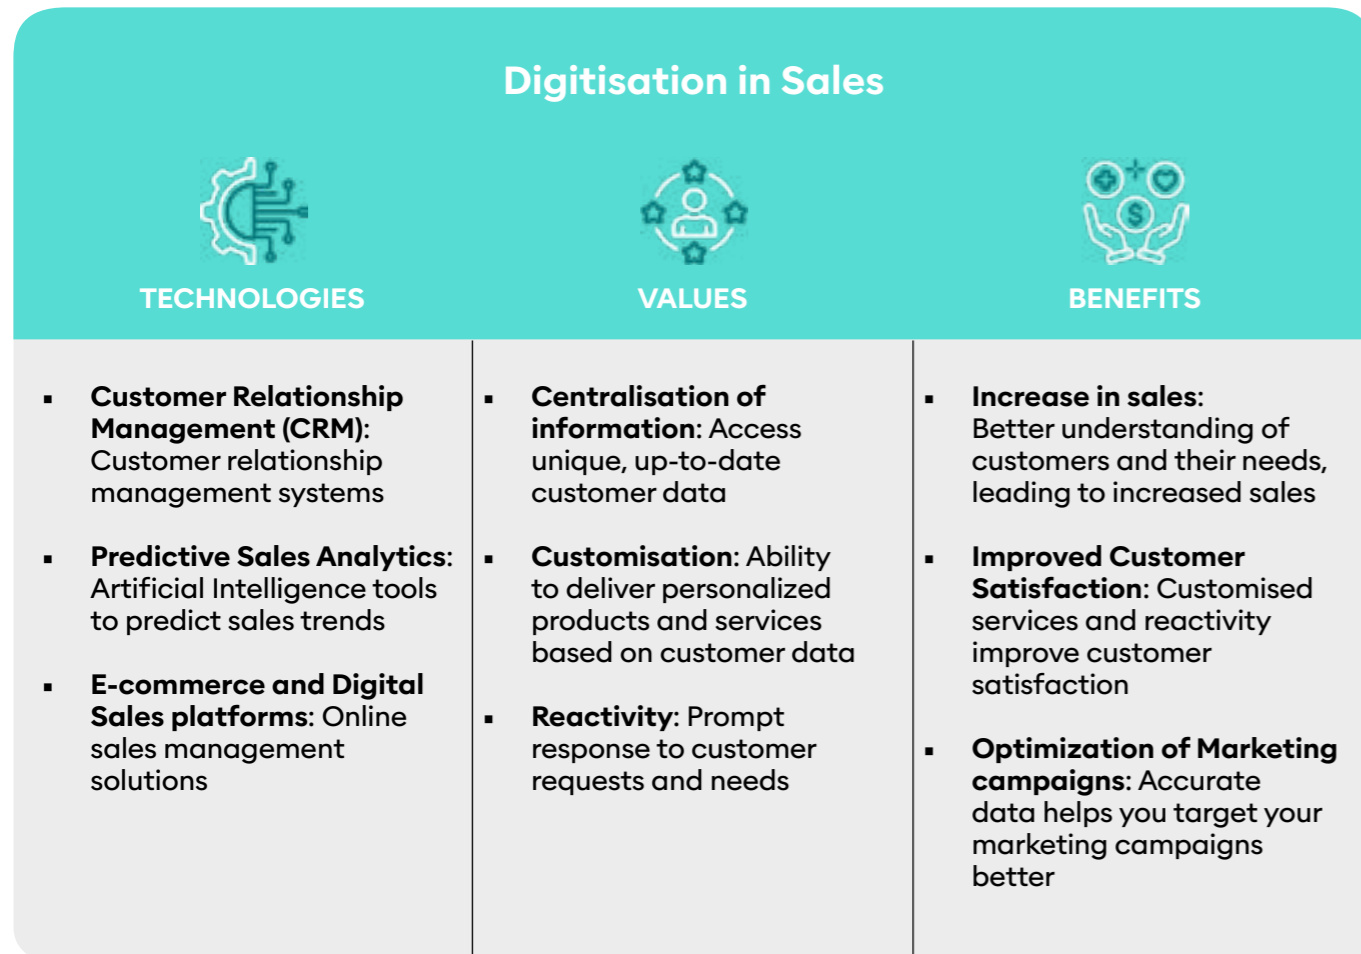 Digitisation in Sales
TECHNOLOGIES
▪ Customer Relationship
Management (CRM):
Customer relationship
management systems
▪ Predictive Sales Analytics:
Artificial Intelligence tools
to predict sales trends
▪ E-commerce and Digital
Sales platforms: Online
sales management
solutions
VALUES
▪ Centralisation of
information: Access
unique, up-to-date
customer data
▪ Customisation: Ability
to deliver personalized
products and services
based on customer data
▪ Reactivity: Prompt
response to customer
requests and needs
BENEFITS
▪ Increase in sales:
Better understanding of
customers and their needs,
leading to increased sales
▪ Improved Customer
Satisfaction: Customised
services and reactivity
improve customer
satisfaction
▪ Optimization of Marketing
campaigns: Accurate
data helps you target your
marketing campaigns
better